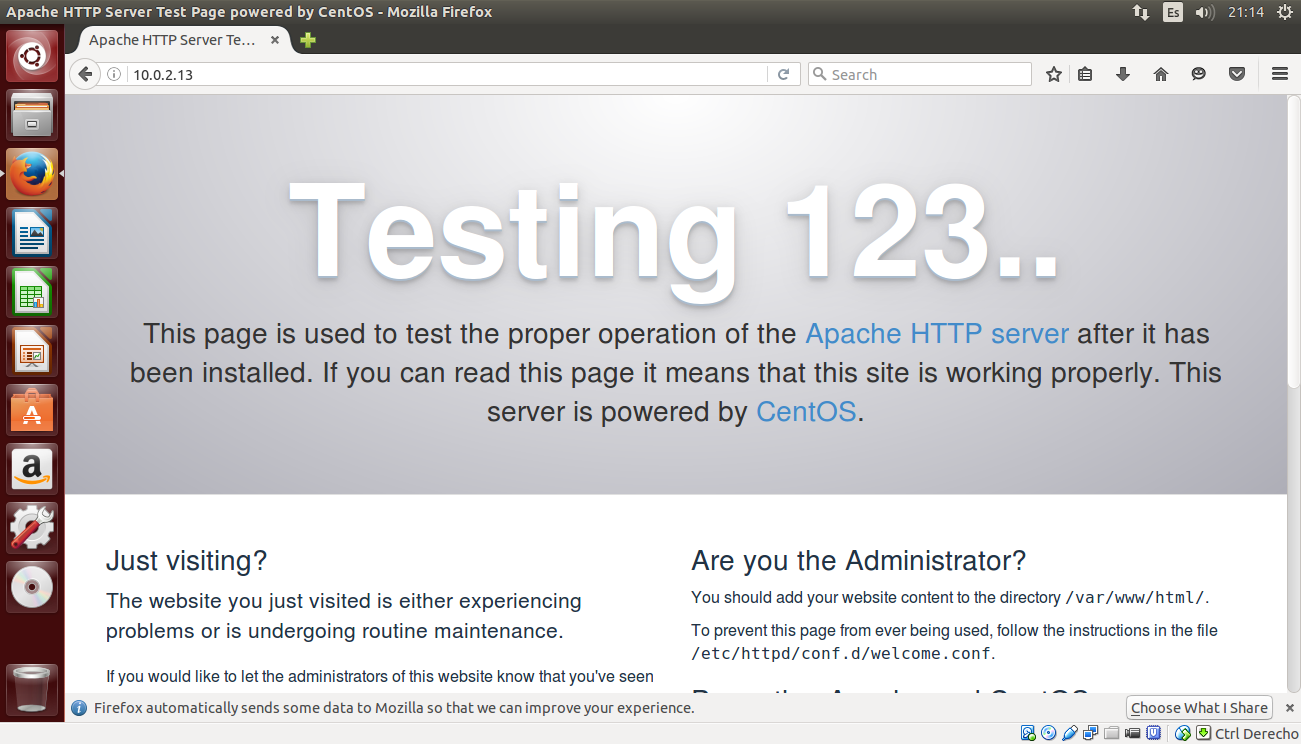 Apache HTTP Server Test Page powered by CentOS - Mozilla Firefox
Es
21:14
Apache HTTP Server Te...
10.0.2.13
Search
Testing 123..
This page is used to test the proper operation of the Apache HTTP server after it has
been installed. If you can read this page it means that this site is working properly. This
server is powered by CentOS.
Just visiting?
The website you just visited is either experiencing
problems or is undergoing routine maintenance.
If you would like to let the administrators of this website know that you've seen
Are you the Administrator?
You should add your website content to the directory /var/www/html/.
To prevent this page from ever being used, follow the instructions in the file
/etc/httpd/conf.d/welcome.conf.
Firefox automatically sends some data to Mozilla so that we can improve your experience.
Choose What I Share
Ctrl Derecho